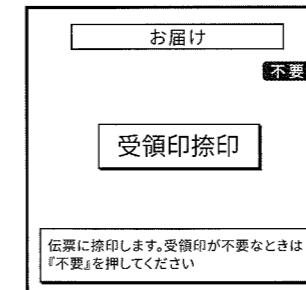 お届け
不要
受領印捺印
伝票に捺印します。受領印が不要なときは
『不要』を押してください